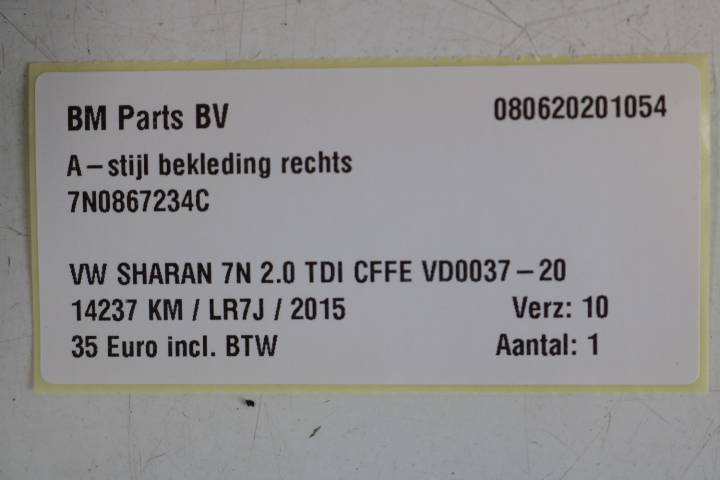 BM Parts BV 080620201054
A-stijl bekleding rechts
7N0867234C
VW SHARAN 7N 2.0 TDI CFFE VD0037-20
14237 KM / LR7J / 2015 Verz: 10
35 Euro incl. BTW Aantal: 1